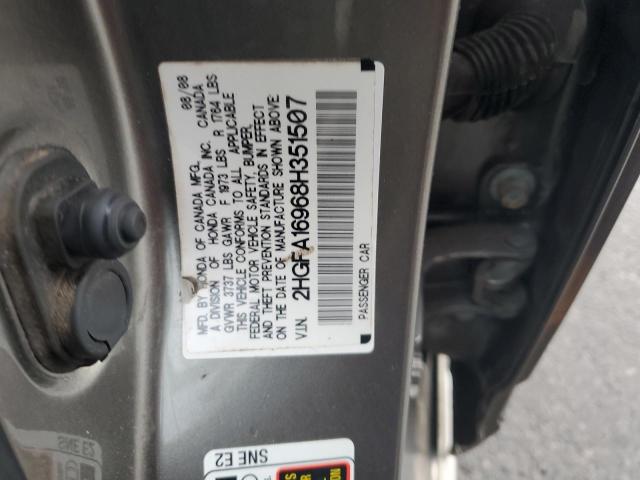 MFD. BY HONDA OF CANADA MFG. 08/08
A DIVISION OF HONDA CANADA INC. CANADA
GVWR 3737 LBS GAWR F 1973 LBS R 1764 LBS
THIS VEHICLE CONFORMS TO ALL APPLICABLE
FEDERAL MOTOR VEHICLE SAFETY, BUMPER,
AND THEFT PREVENTION STANDARDS IN EFFECT
ON THE DATE OF MANUFACTURE SHOWN ABOVE.
V.I.N. 2HGFA16968H351507
PASSENGER CAR
SNE E2